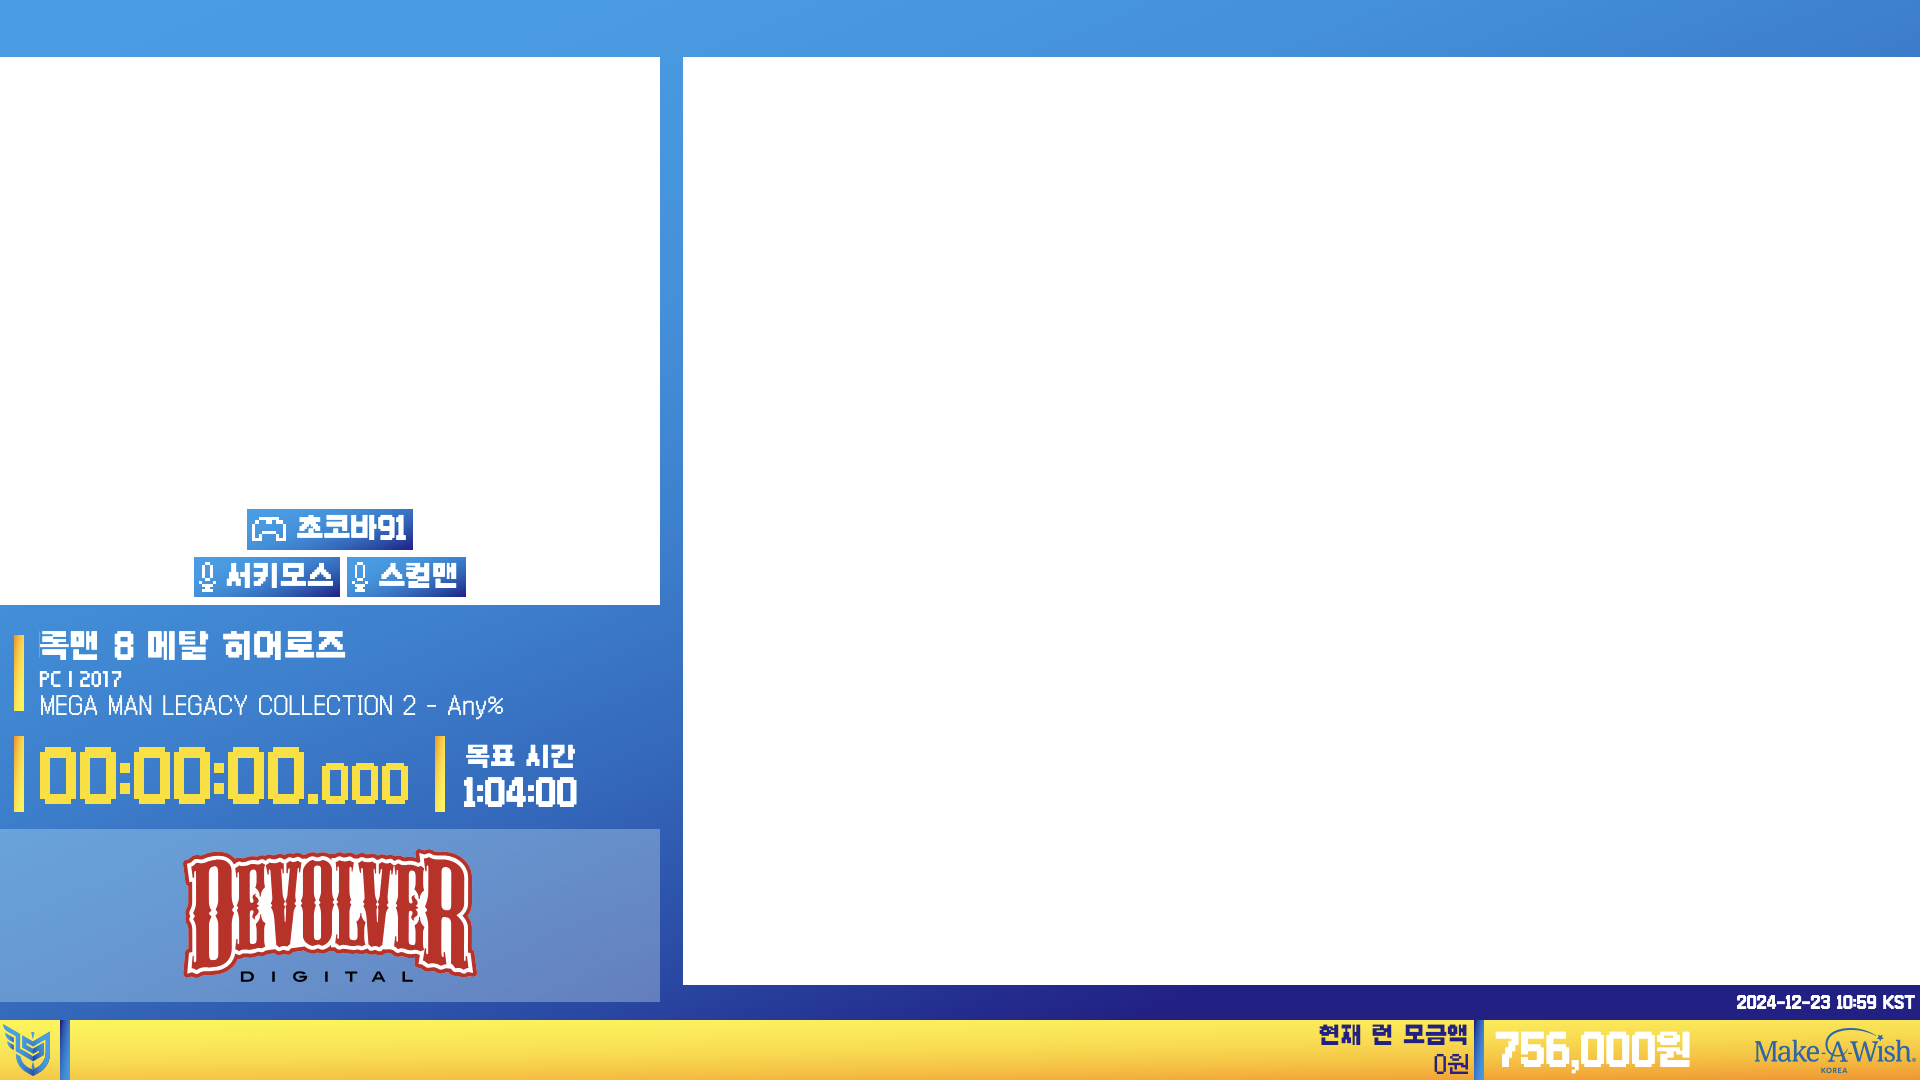 초코바91
서키모스 스컬맨
록맨 8 메탈 히어로즈
PC | 2017
MEGA MAN LEGACY COLLECTION 2 - Any%
00:00:00.000
목표 시간
1:04:00
DEVOLVER
DIGITAL
2024-12-23 10:59 KST
현재 런 모금액
0원
756,000원
Make-A-Wish®
KOREA